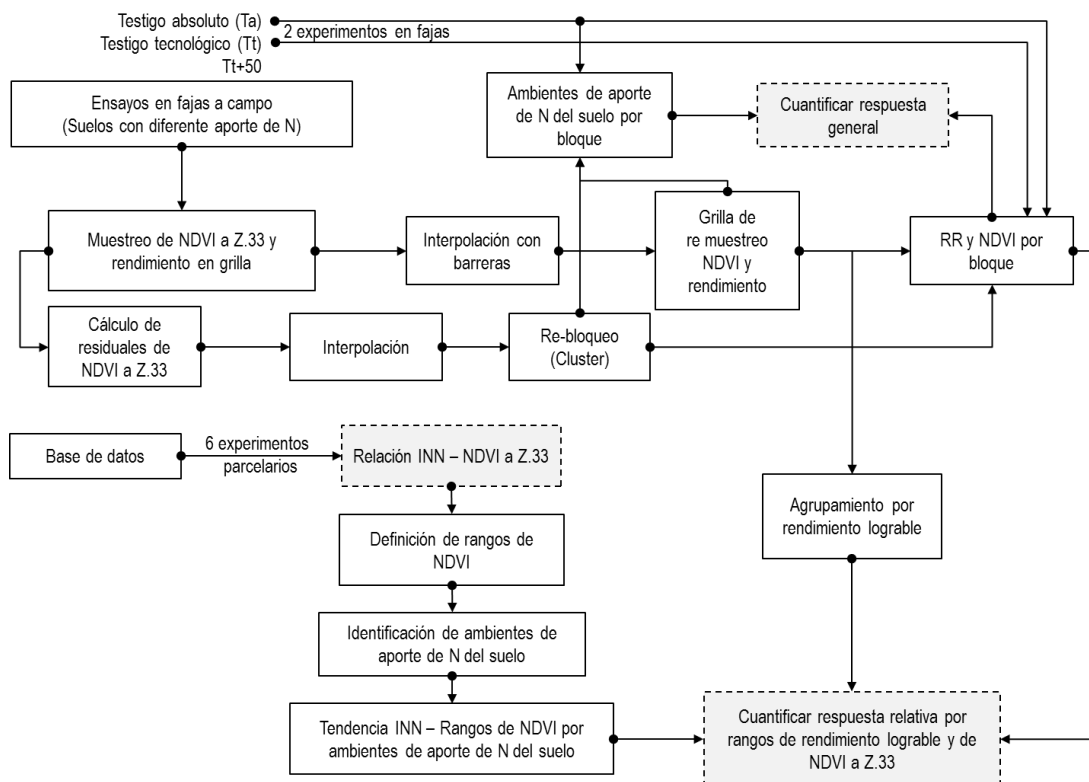 Testigo absoluto (Ta)
Testigo tecnológico (Tt)
Tt+50
2 experimentos en fajas
Ensayos en fajas a campo
(Suelos con diferente aporte de N)
Ambientes de aporte
de N del suelo por
bloque
Cuantificar respuesta
general
Muestreo de NDVI a Z.33 y
rendimiento en grilla
Interpolación con
barreras
Grilla de
re muestreo
NDVI y
rendimiento
RR y NDVI por
bloque
Cálculo de
residuales de
NDVI a Z.33
Interpolación
Re-bloqueo
(Cluster)
Base de datos
6 experimentos
parcelarios
Relación INN – NDVI a Z.33
Agrupamiento por
rendimiento lograble
Definición de rangos de
NDVI
Identificación de ambientes de
aporte de N del suelo
Tendencia INN – Rangos de NDVI por
ambientes de aporte de N del suelo
Cuantificar respuesta relativa por
rangos de rendimiento lograble y de
NDVI a Z.33